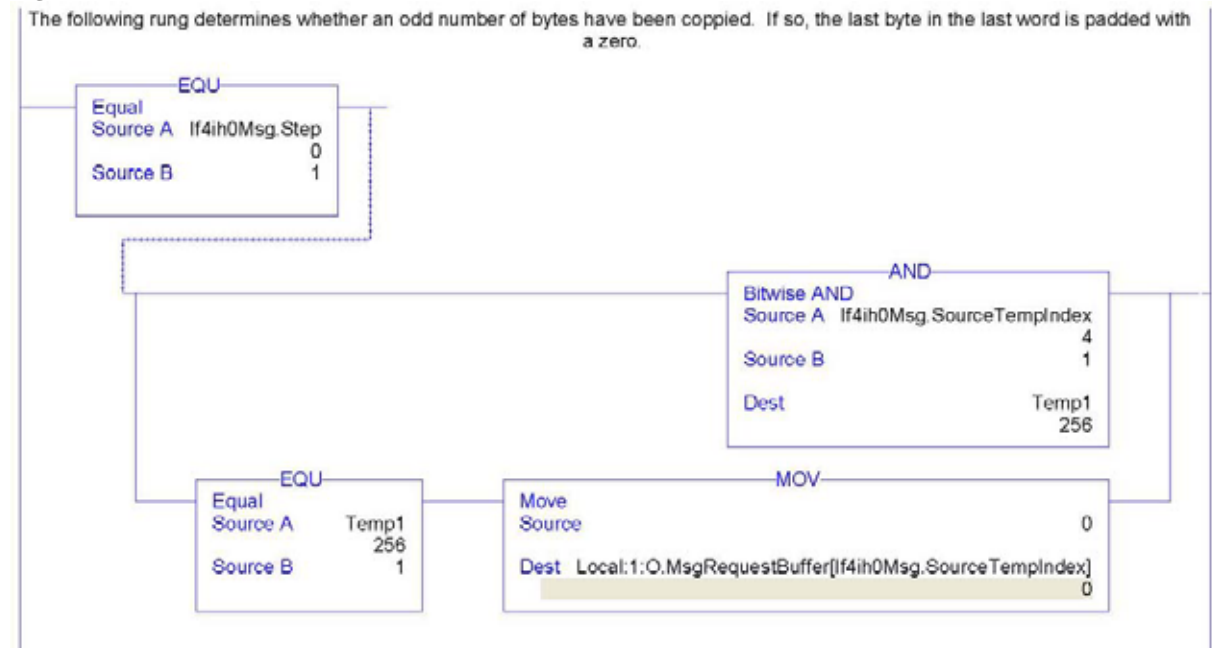 The following rung determines whether an odd number of bytes have been coppied.  If so, the last byte in the last word is padded with
a zero.
EQU
Equal
Source A If4ih0Msg.Step
0
Source B 1
AND
Bitwise AND
Source A If4ih0Msg.SourceTempIndex
4
Source B 1
Dest Temp1
256
EQU
Equal
Source A Temp1
256
Source B 1
MOV
Move
Source 0
Dest Local:1:O.MsgRequestBuffer[If4ih0Msg.SourceTempIndex]
0